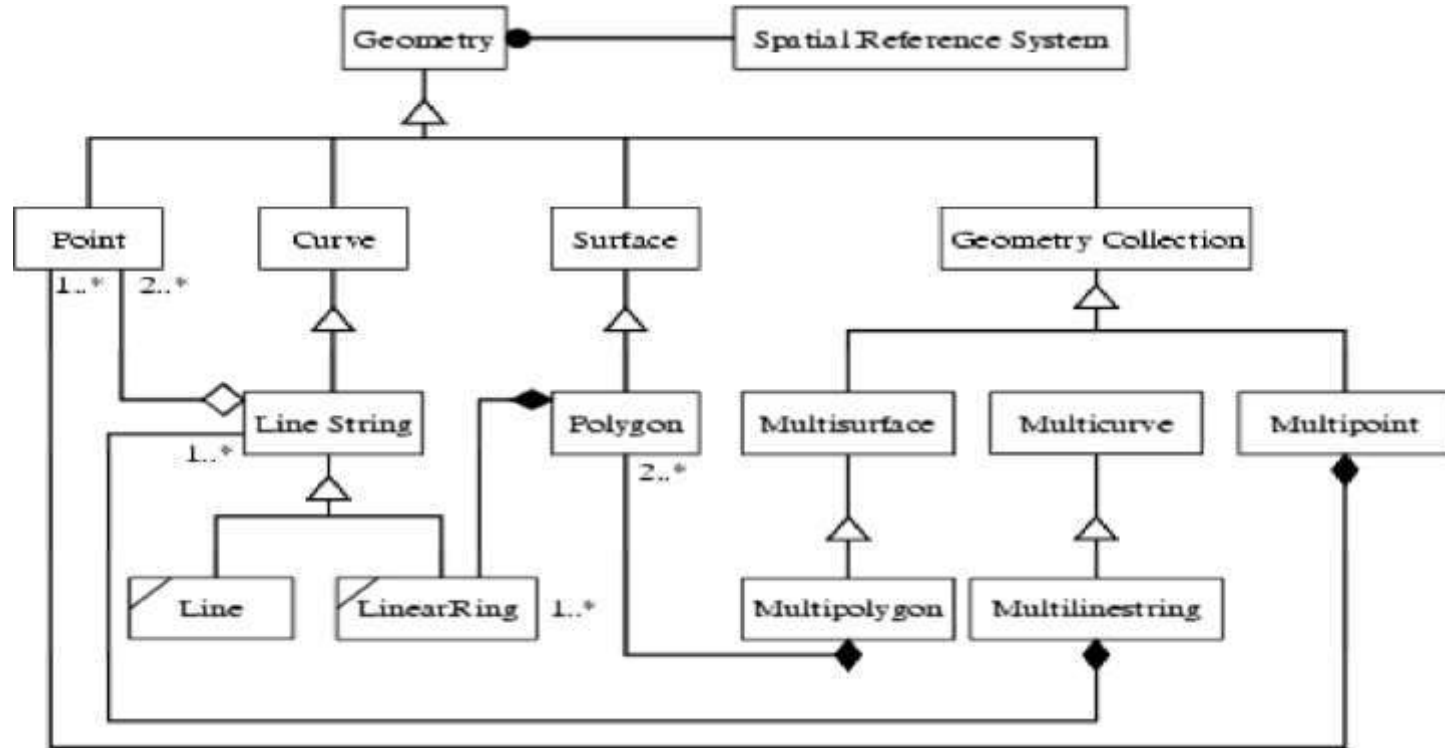 Geometry
Spatial Reference System
Point
Curve
Surface
Geometry Collection
1..*
2..*
Line String
Polygon
Multisurface
Multicurve
Multipoint
1..*
2..*
Line
LinearRing
1..*
Multipolygon
Multilinestring